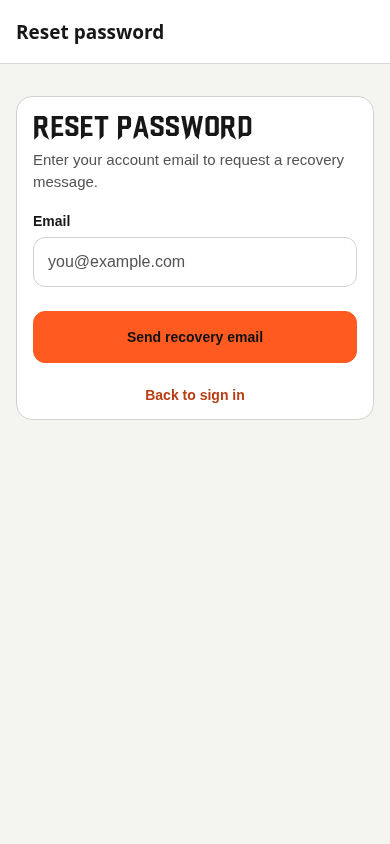 Reset password
RESET PASSWORD
Enter your account email to request a recovery
message.
Email
you@example.com
Send recovery email
Back to sign in